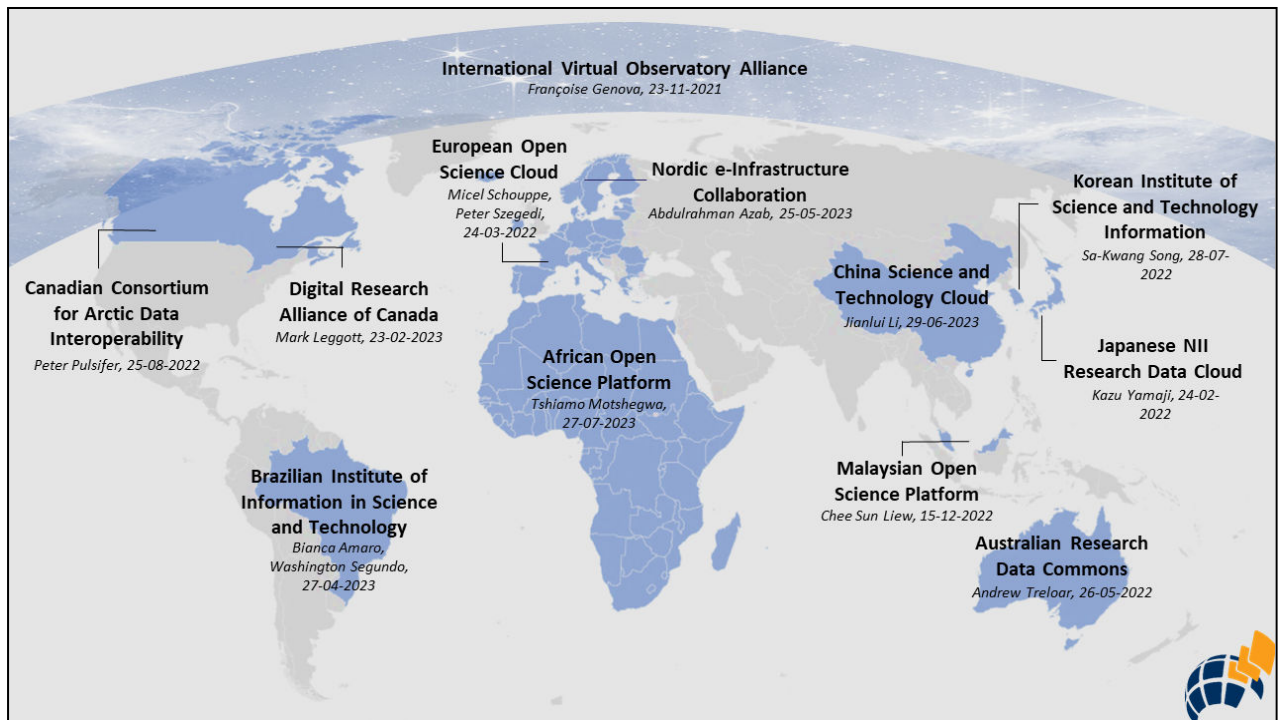 International Virtual Observatory Alliance
Françoise Genova, 23-11-2021
European Open
Science Cloud
Micel Schouppe,
Peter Szegedi,
24-03-2022
Nordic e-Infrastructure
Collaboration
Abdulrahman Azab, 25-05-2023
Korean Institute of
Science and Technology
Information
Sa-Kwang Song, 28-07-
2022
Canadian Consortium
for Arctic Data
Interoperability
Peter Pulsifer, 25-08-2022
Digital Research
Alliance of Canada
Mark Leggott, 23-02-2023
China Science and
Technology Cloud
Jianlui Li, 29-06-2023
Japanese NII
Research Data Cloud
Kazu Yamaji, 24-02-
2022
African Open
Science Platform
Tshiamo Motshegwa,
27-07-2023
Brazilian Institute of
Information in Science
and Technology
Bianca Amaro,
Washington Segundo,
27-04-2023
Malaysian Open
Science Platform
Chee Sun Liew, 15-12-2022
Australian Research
Data Commons
Andrew Treloar, 26-05-2022